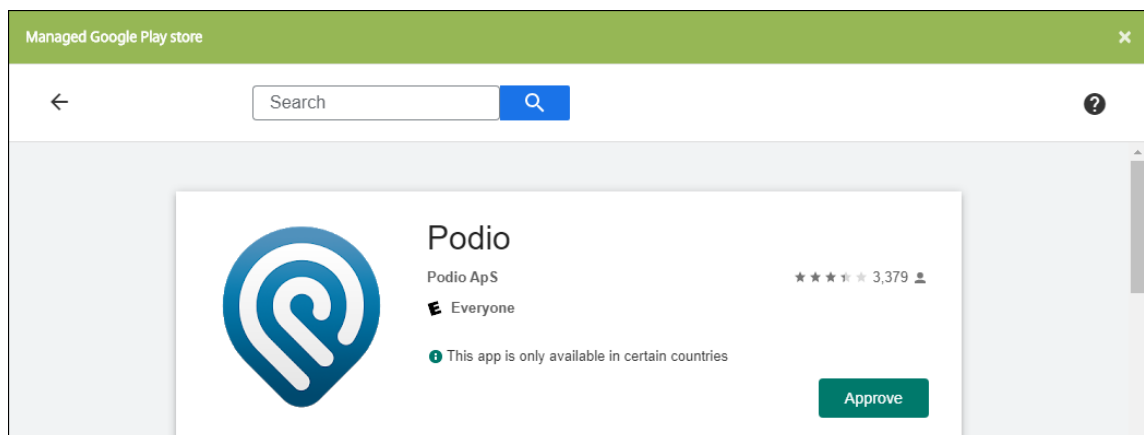 Managed Google Play store
Search
Podio
Podio ApS
3,379
E Everyone
This app is only available in certain countries
Approve